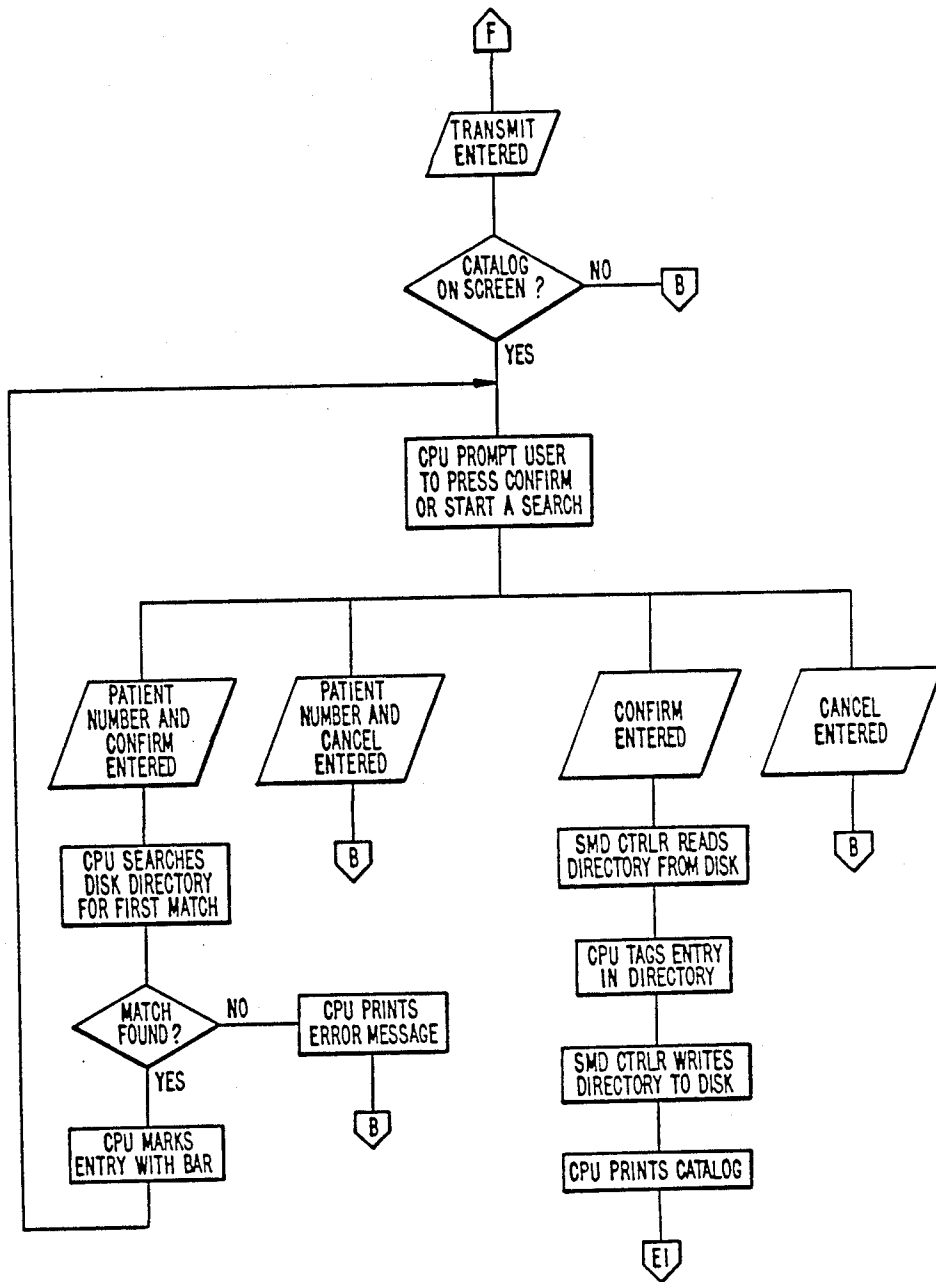 F
TRANSMIT
ENTERED
CATALOG
ON SCREEN ?
NO
B
YES
CPU PROMPT USER
TO PRESS CONFIRM
OR START A SEARCH
PATIENT
NUMBER AND
CONFIRM
ENTERED
PATIENT
NUMBER AND
CANCEL
ENTERED
CONFIRM
ENTERED
CANCEL
ENTERED
B
B
CPU SEARCHES
DISK DIRECTORY
FOR FIRST MATCH
SMD CTRLR READS
DIRECTORY FROM DISK
CPU TAGS ENTRY
IN DIRECTORY
MATCH
FOUND ?
NO
YES
CPU PRINTS
ERROR MESSAGE
B
SMD CTRLR WRITES
DIRECTORY TO DISK
CPU MARKS
ENTRY WITH BAR
CPU PRINTS CATALOG
E1